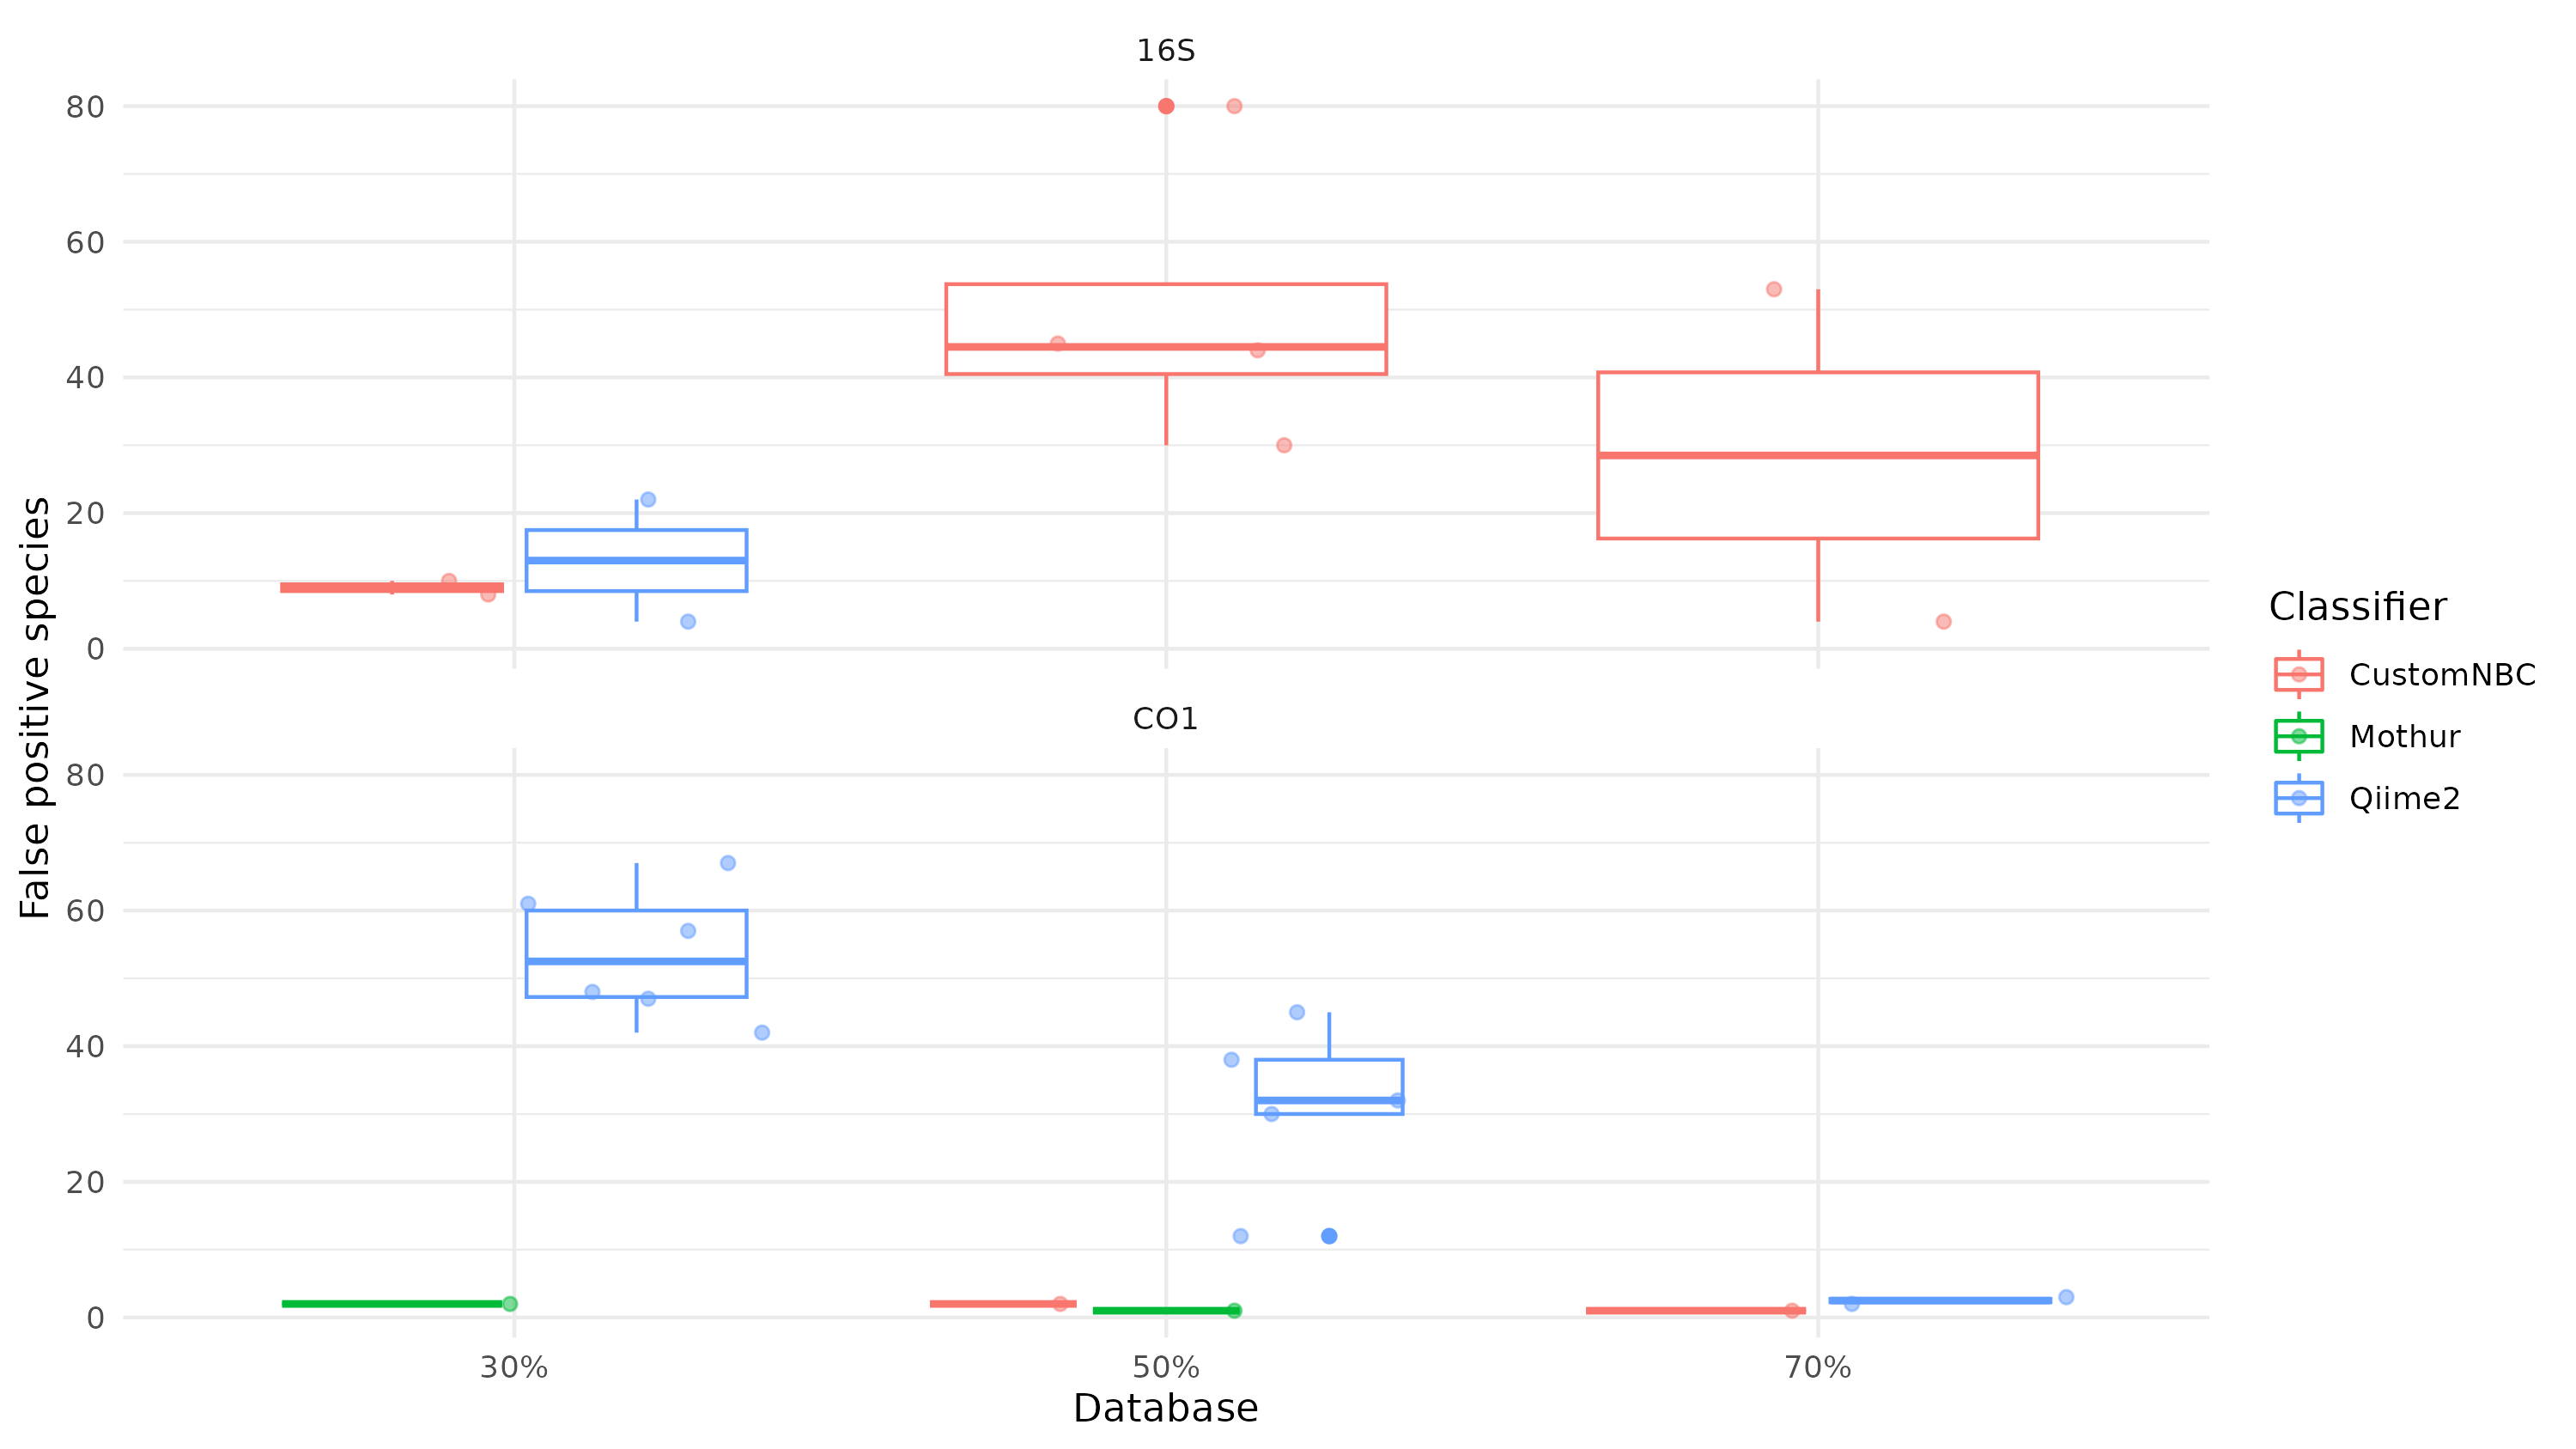 16S
80
60
40
20
0
CO1
80
60
40
20
0
30% 50% 70%
Database
False positive species
Classifier
CustomNBC
Mothur
Qiime2